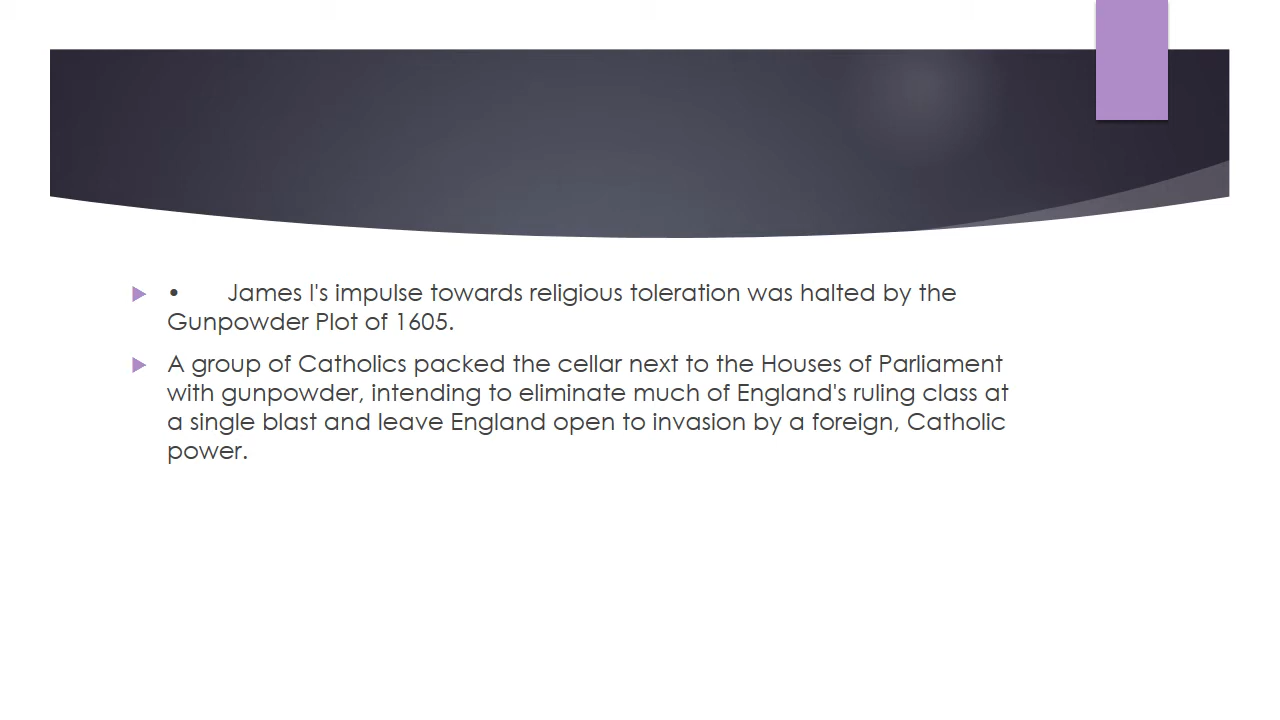 • James I's impulse towards religious toleration was halted by the
Gunpowder Plot of 1605.
A group of Catholics packed the cellar next to the Houses of Parliament
with gunpowder, intending to eliminate much of England's ruling class at
a single blast and leave England open to invasion by a foreign, Catholic
power.